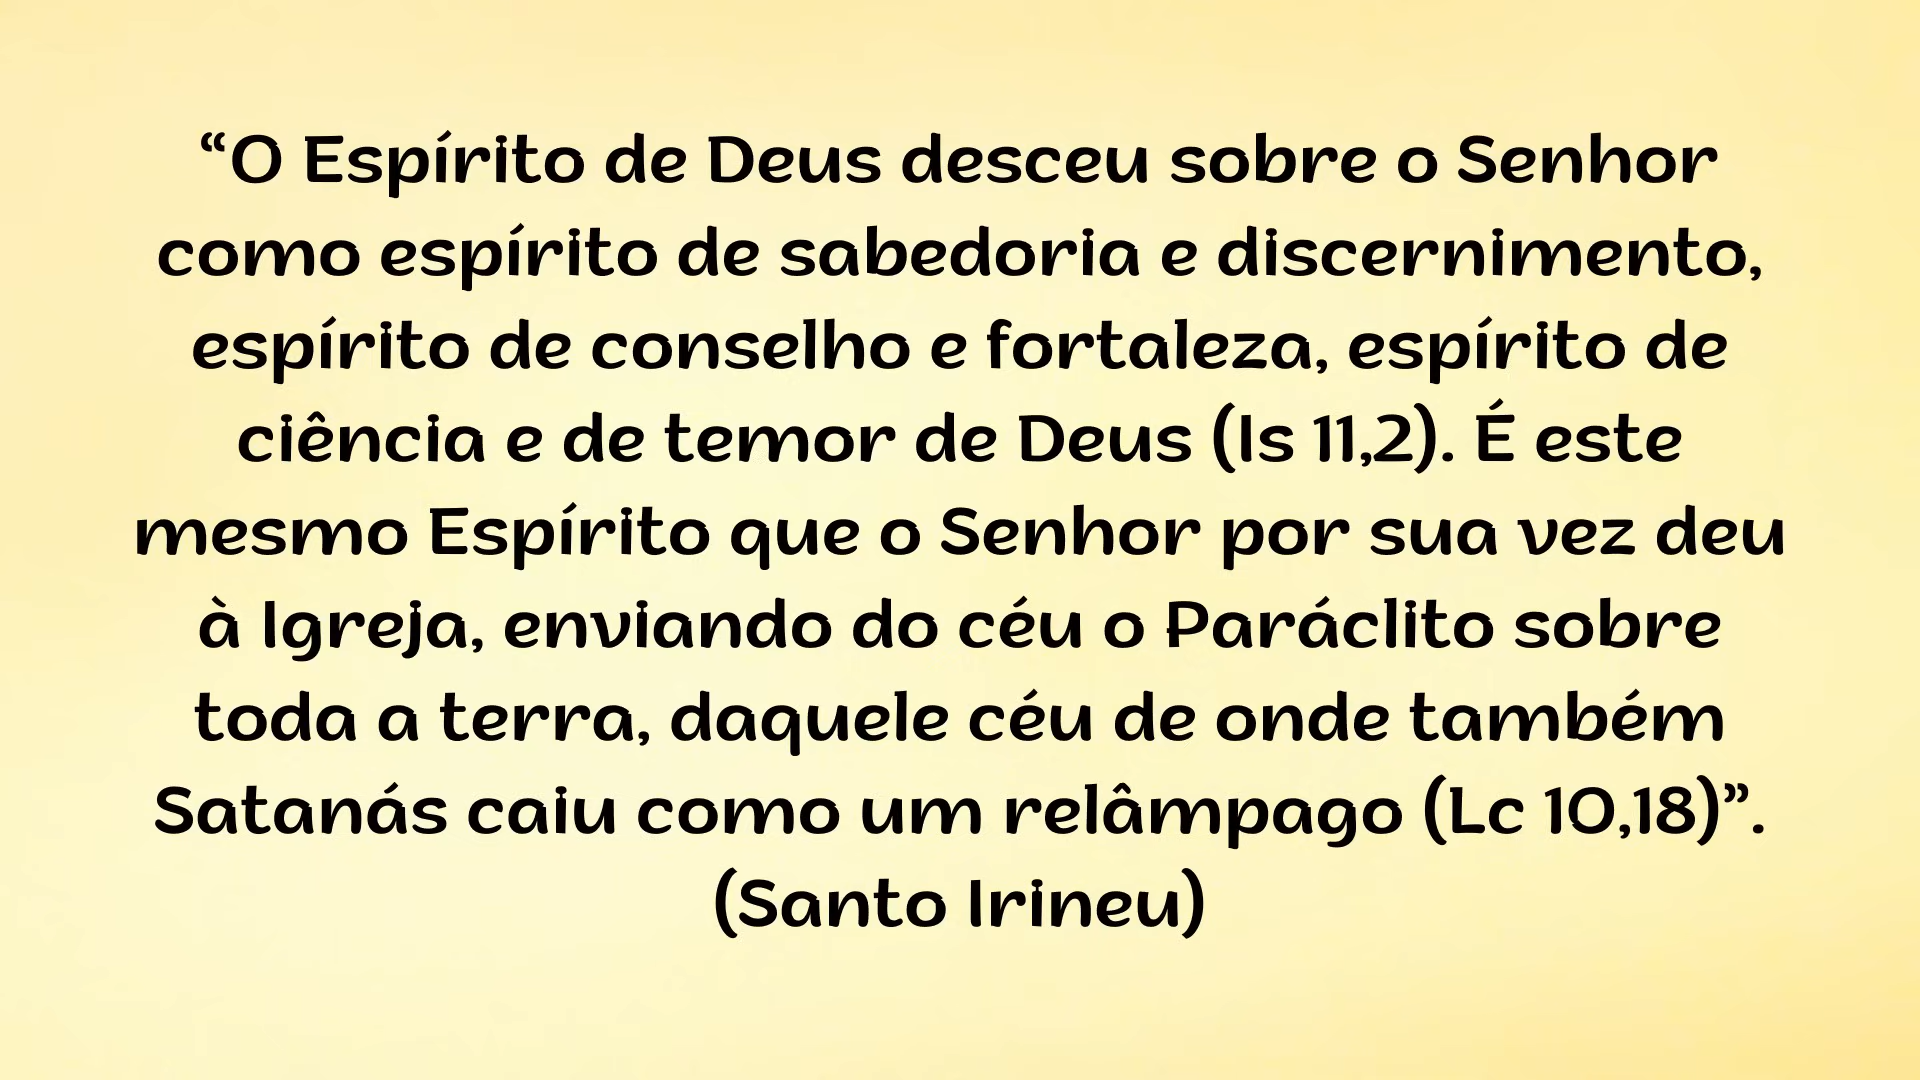 “O Espírito de Deus desceu sobre o Senhor
como espírito de sabedoria e discernimento,
espírito de conselho e fortaleza, espírito de
ciência e de temor de Deus (Is 11,2). É este
mesmo Espírito que o Senhor por sua vez deu
à Igreja, enviando do céu o Paráclito sobre
toda a terra, daquele céu de onde também
Satanás caiu como um relâmpago (Lc 10,18)”.
(Santo Irineu)